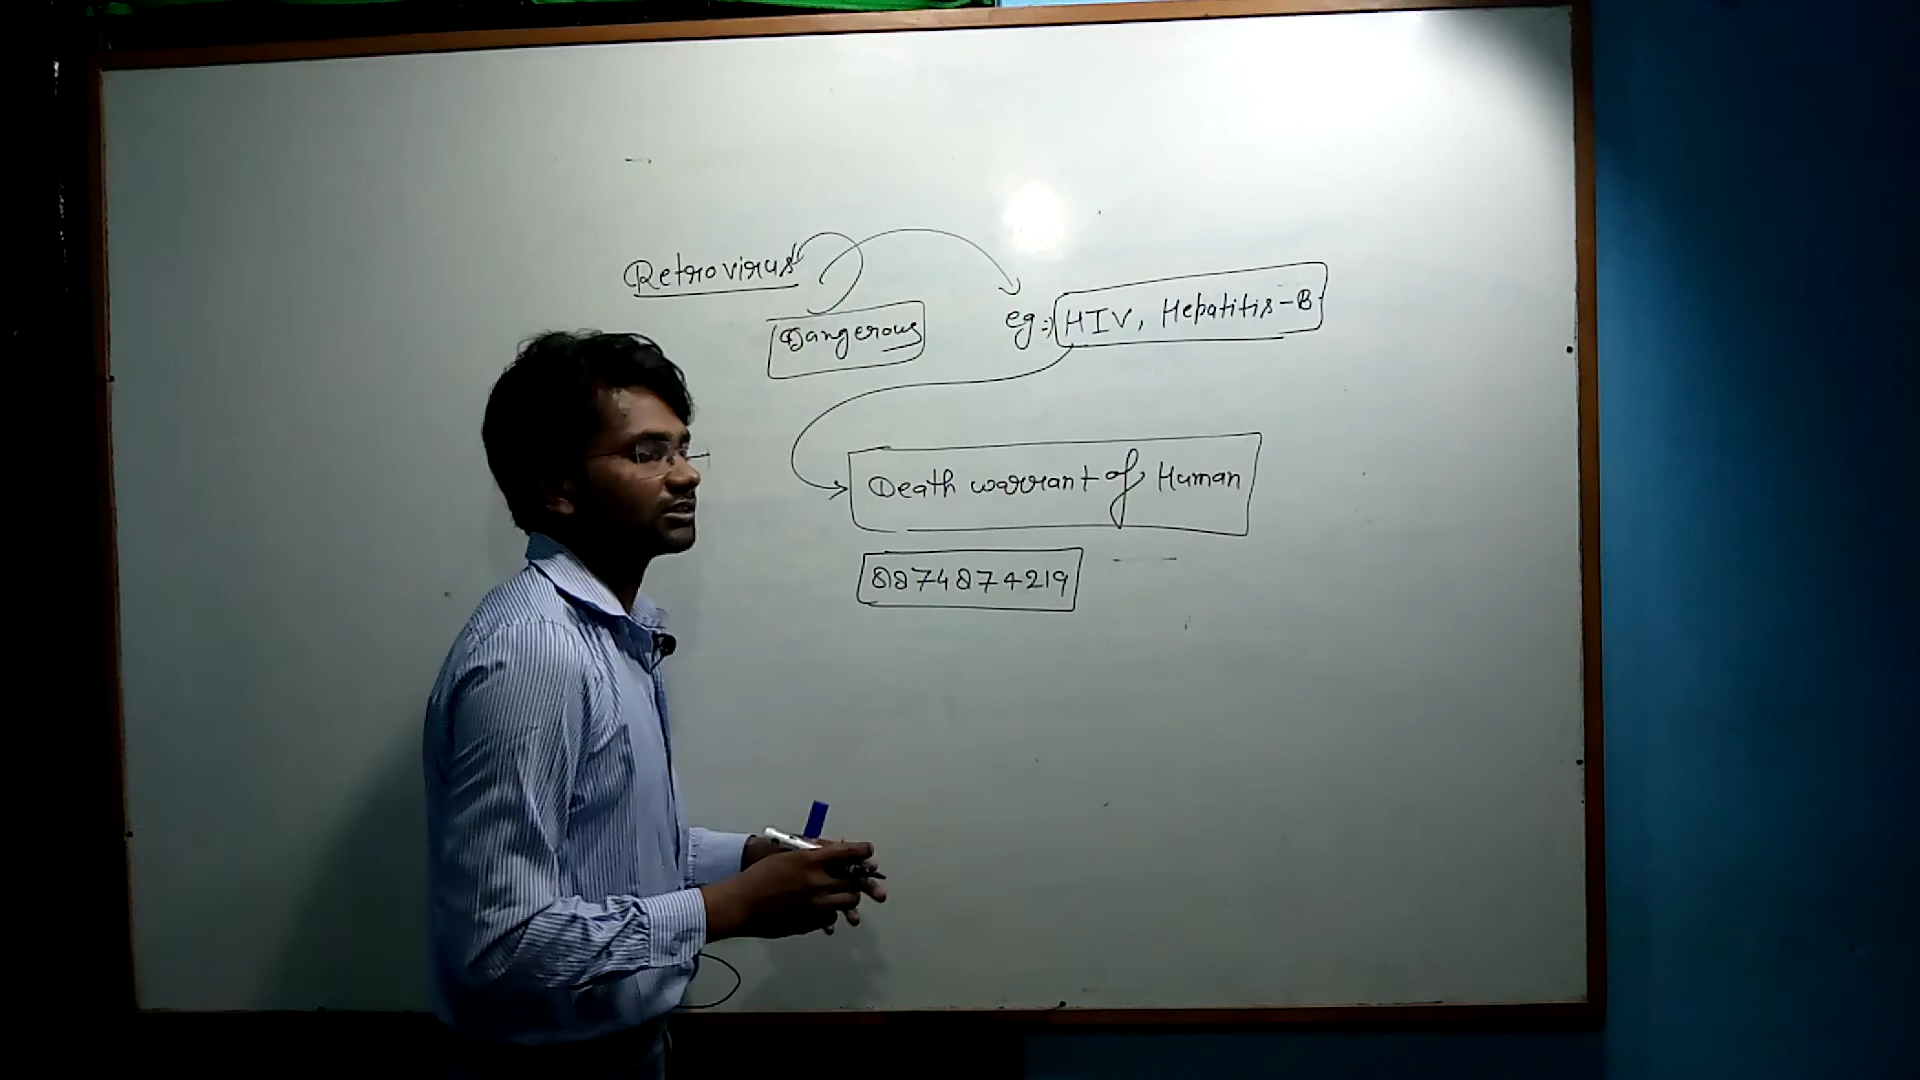 Retrovirus
Dangerous
eg:→ HIV, Hepatitis-B
Death warrant of Human
8874874219